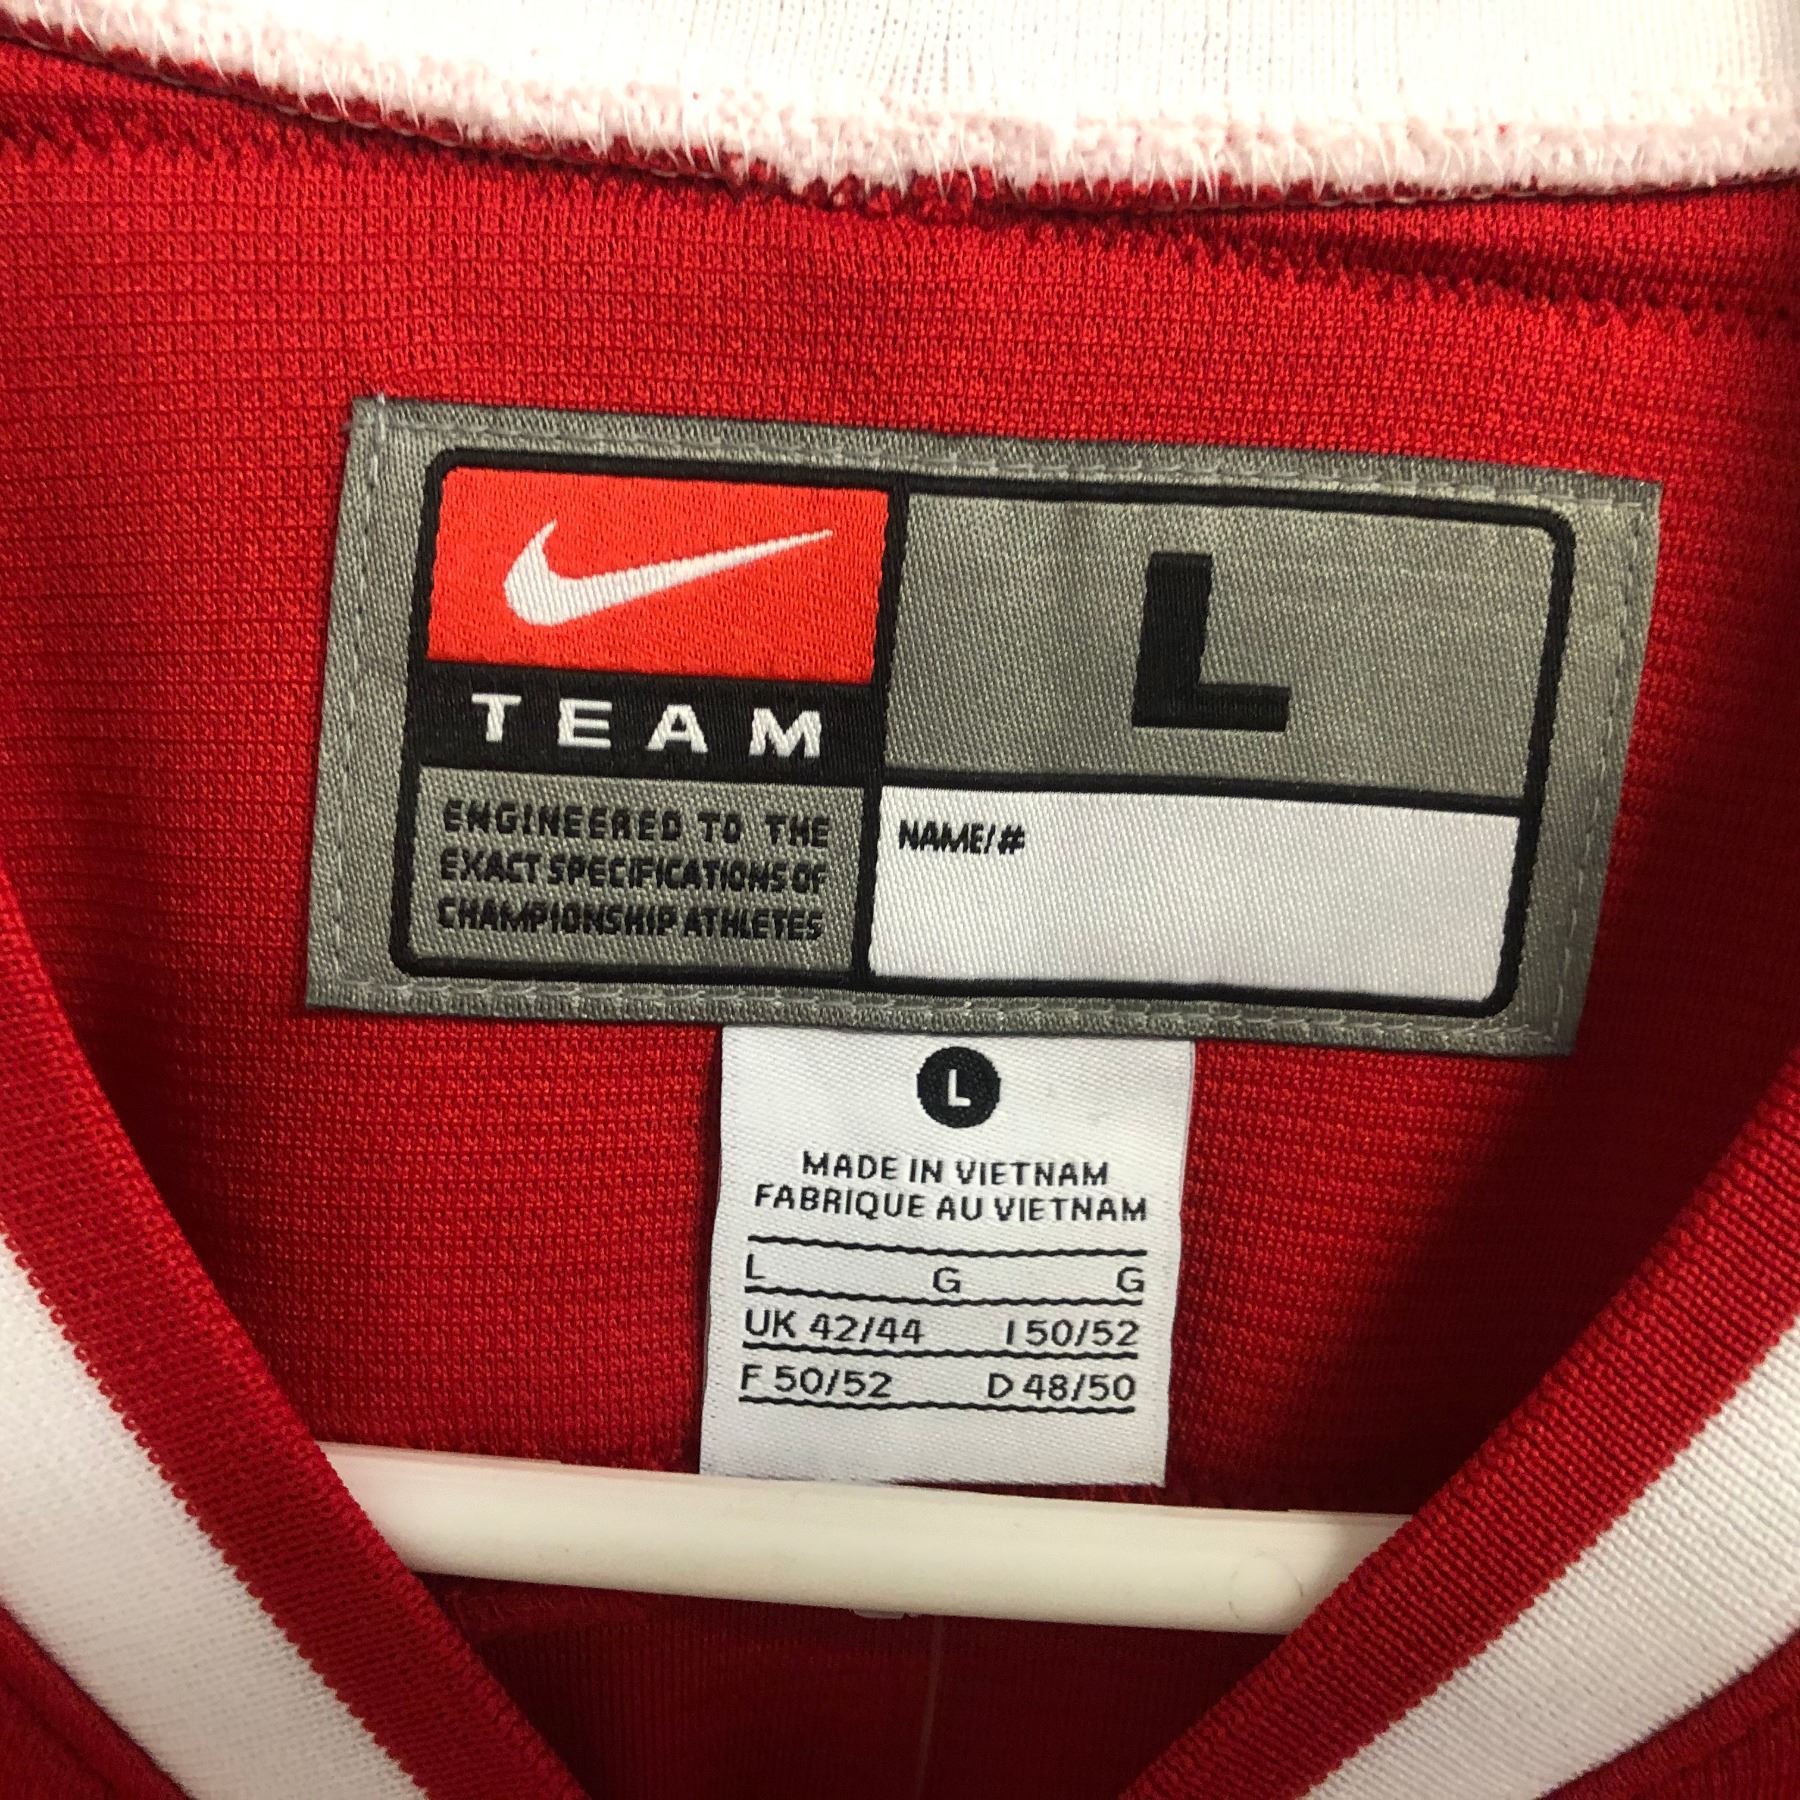 TEAM
L
ENGINEERED TO THE
EXACT SPECIFICATIONS OF
CHAMPIONSHIP ATHLETES
NAME/#
L
MADE IN VIETNAM
FABRIQUE AU VIETNAM
L G G
UK 42/44 I 50/52
F 50/52 D 48/50